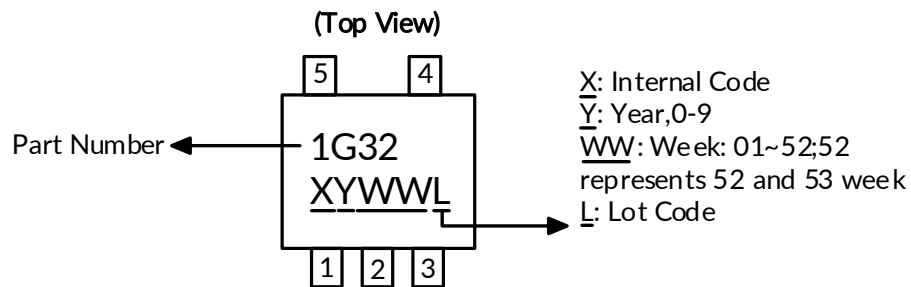 (Top View)
5 4
Part Number
1G32
XYWWL
1 2 3
X: Internal Code
Y: Year,0-9
WW: Week: 01~52;52
represents 52 and 53 week
L: Lot Code